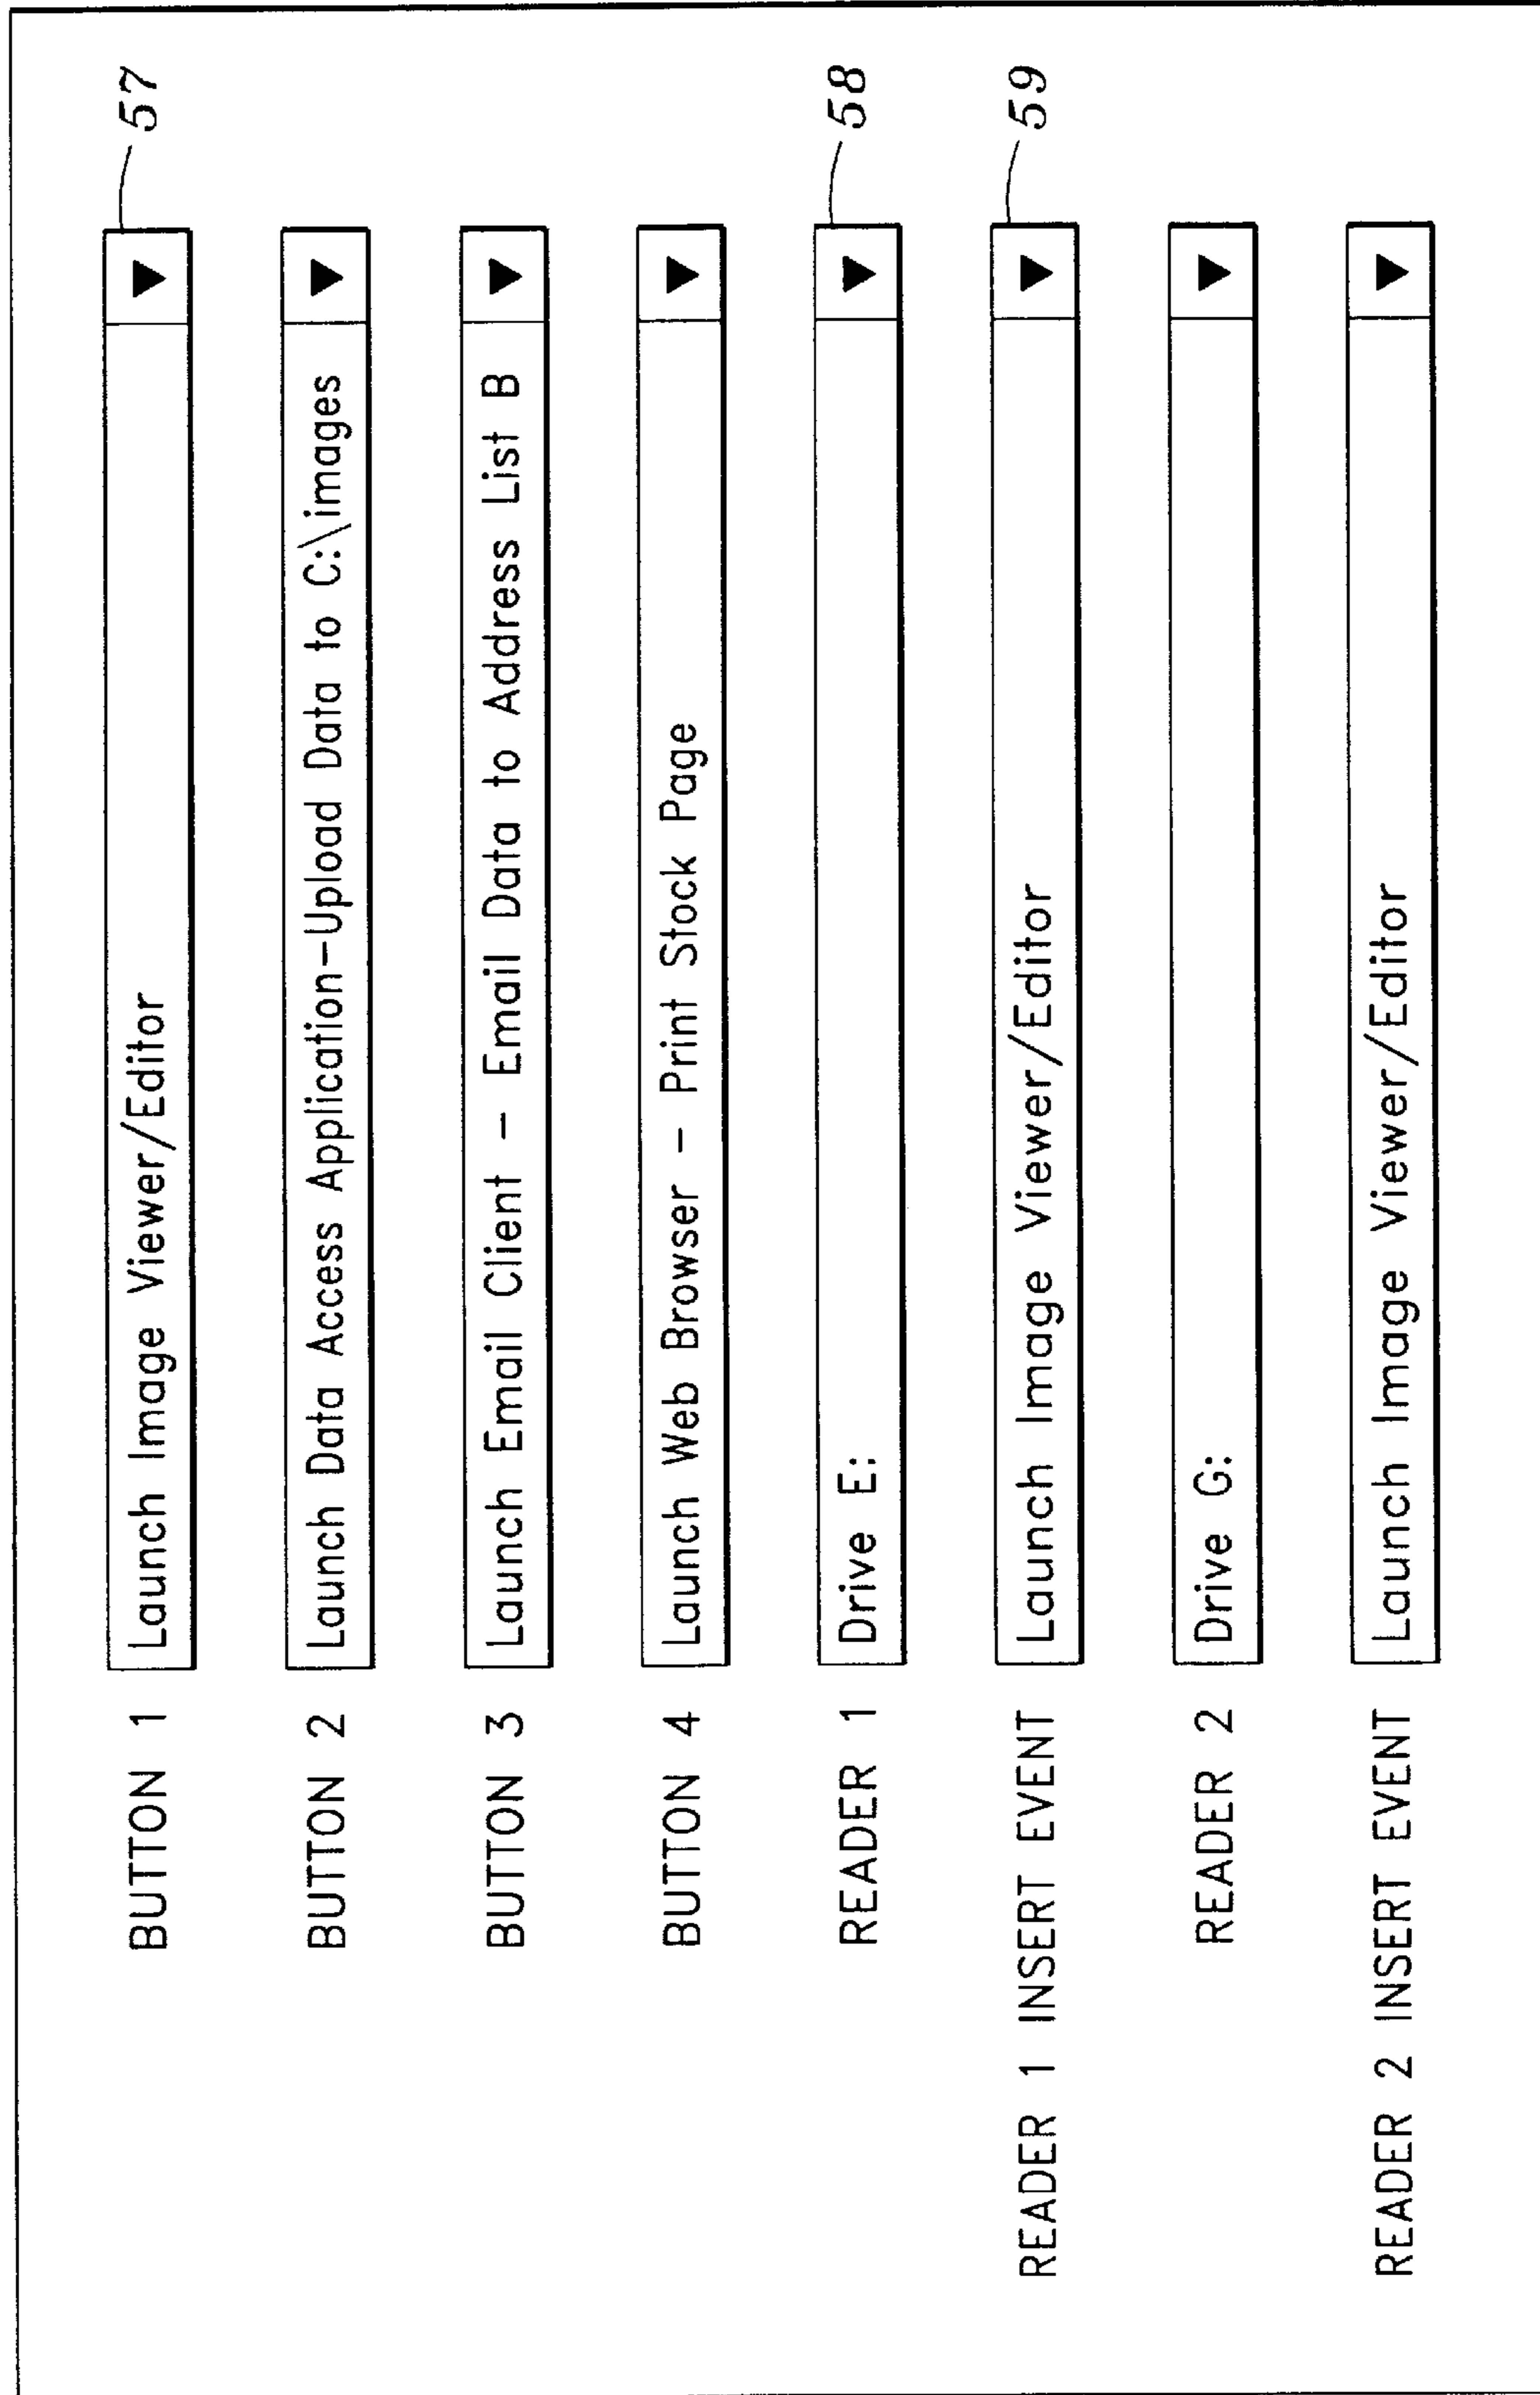 BUTTON 1 Launch Image Viewer/Editor 57
BUTTON 2 Launch Data Access Application-Upload Data to C:\images
BUTTON 3 Launch Email Client - Email Data to Address List B
BUTTON 4 Launch Web Browser - Print Stock Page
READER 1 Drive E: 58
READER 1 INSERT EVENT Launch Image Viewer/Editor 59
READER 2 Drive G:
READER 2 INSERT EVENT Launch Image Viewer/Editor